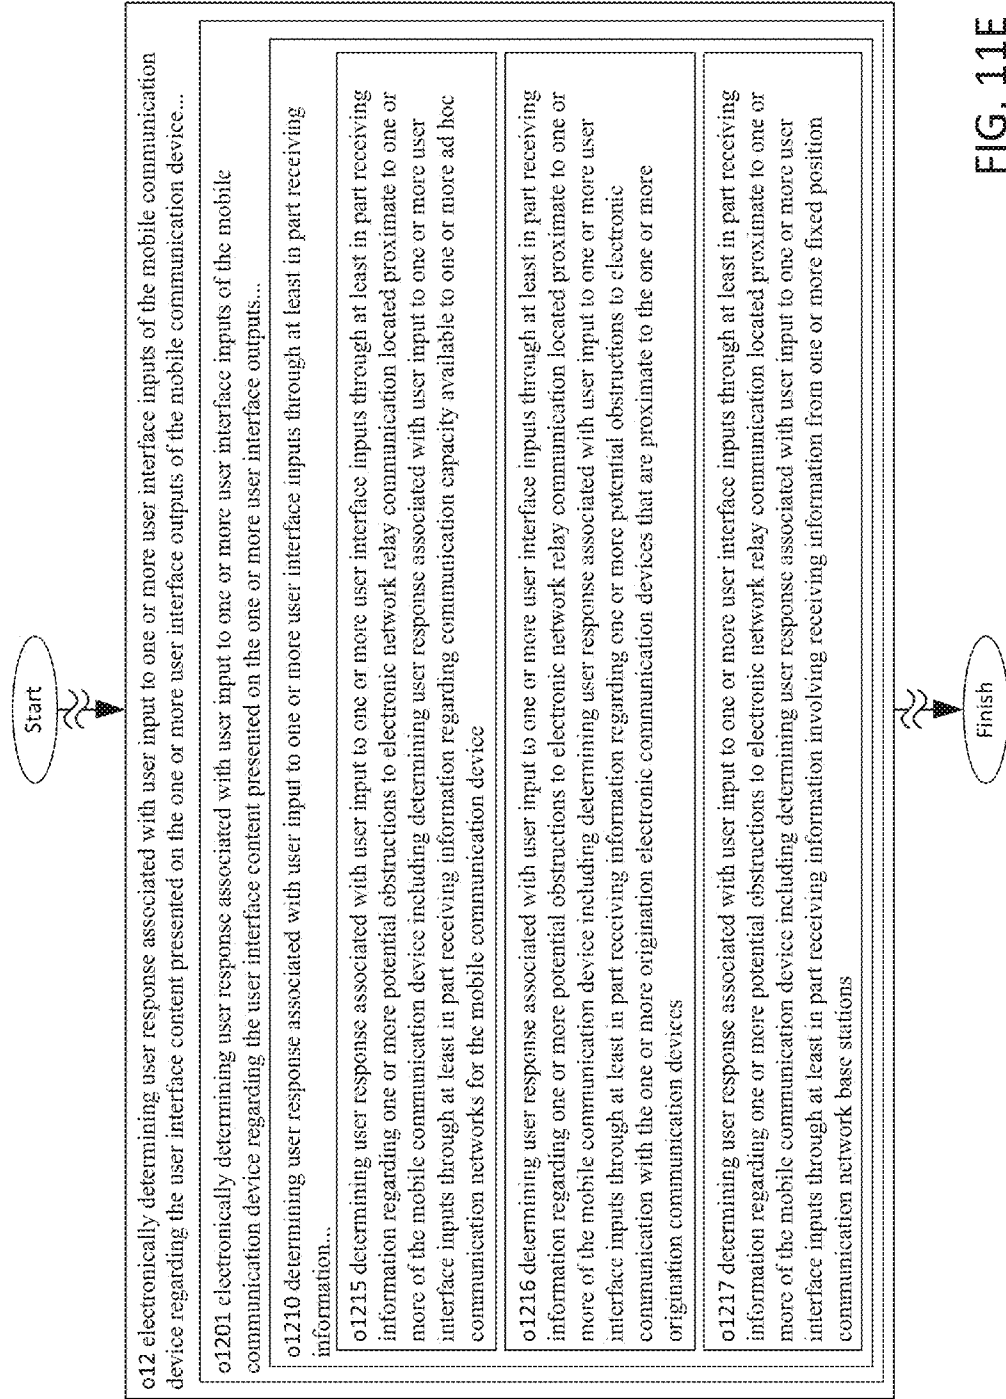 Start
o12 electronically determining user response associated with user input to one or more user interface inputs of the mobile communication
device regarding the user interface content presented on the one or more user interface outputs of the mobile communication device...
o1201 electronically determining user response associated with user input to one or more user interface inputs of the mobile
communication device regarding the user interface content presented on the one or more user interface outputs...
o1210 determining user response associated with user input to one or more user interface inputs through at least in part receiving
information...
o1215 determining user response associated with user input to one or more user interface inputs through at least in part receiving
information regarding one or more potential obstructions to electronic network relay communication located proximate to one or
more of the mobile communication device including determining user response associated with user input to one or more user
interface inputs through at least in part receiving information regarding communication capacity available to one or more ad hoc
communication networks for the mobile communication device
o1216 determining user response associated with user input to one or more user interface inputs through at least in part receiving
information regarding one or more potential obstructions to electronic network relay communication located proximate to one or
more of the mobile communication device including determining user response associated with user input to one or more user
interface inputs through at least in part receiving information regarding one or more potential obstructions to electronic
communication with the one or more origination electronic communication devices that are proximate to the one or more
origination communication devices
o1217 determining user response associated with user input to one or more user interface inputs through at least in part receiving
information regarding one or more potential obstructions to electronic network relay communication located proximate to one or
more of the mobile communication device including determining user response associated with user input to one or more user
interface inputs through at least in part receiving information involving receiving information from one or more fixed position
communication network base stations
Finish
FIG. 11E